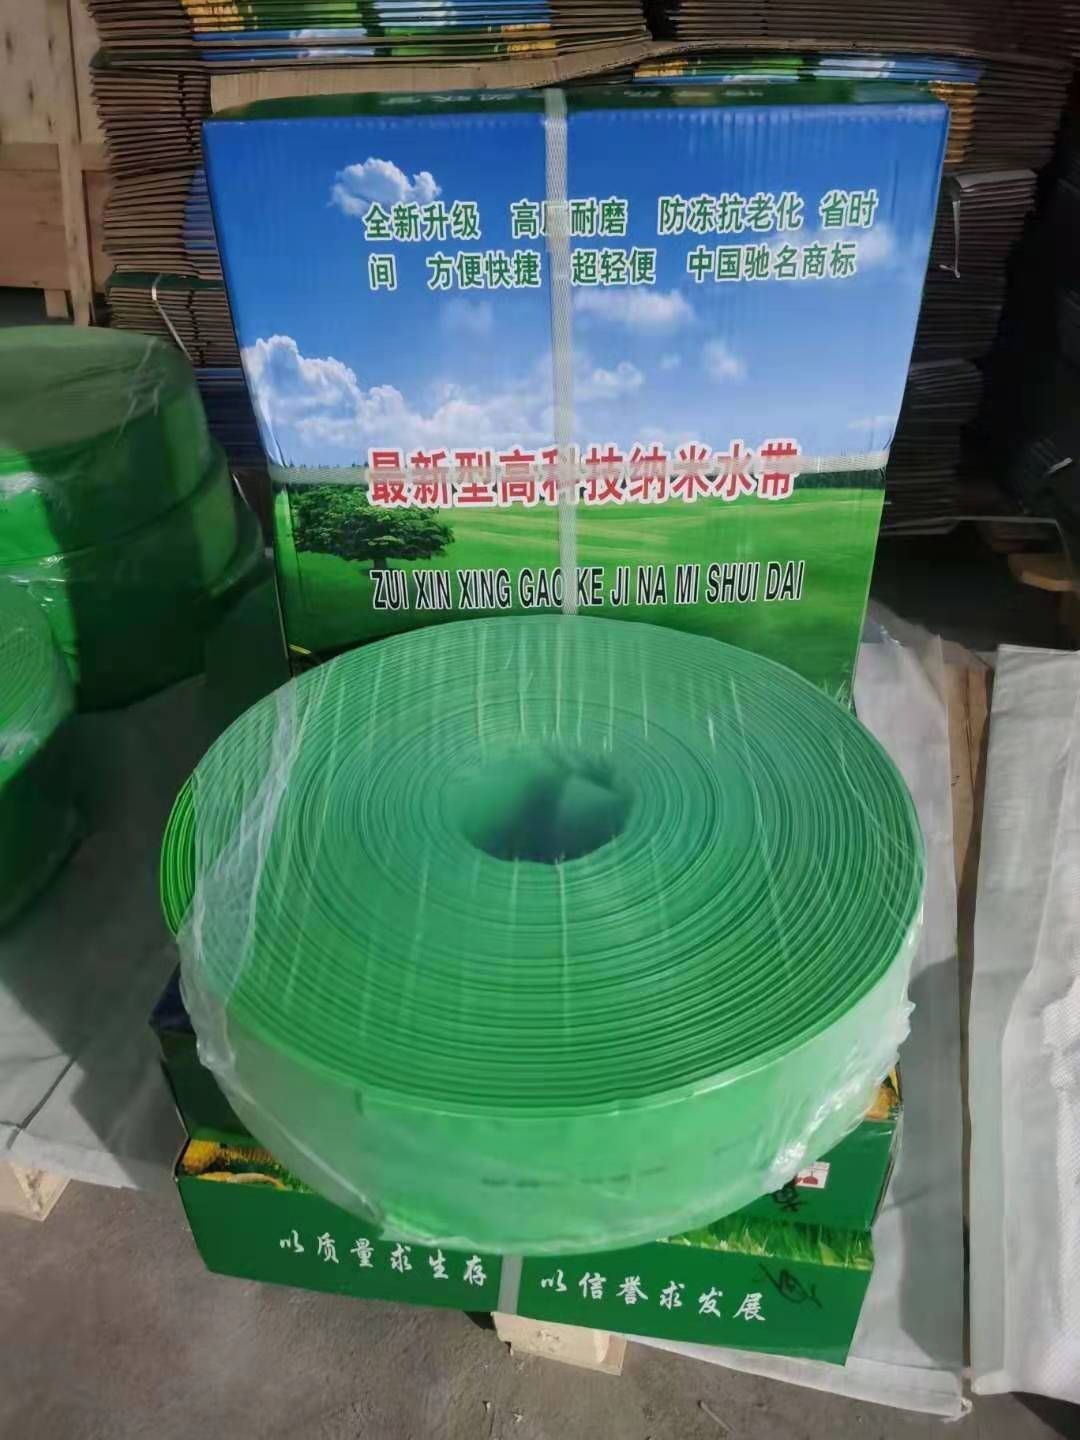 全新升级 高压耐磨 防冻抗老化 省时
间 方便快捷 超轻便 中国驰名商标
最新型高科技纳米水带
ZUI XIN XING GAO KE JI NA MI SHUI DAI
以质量求生存 以信誉求发展